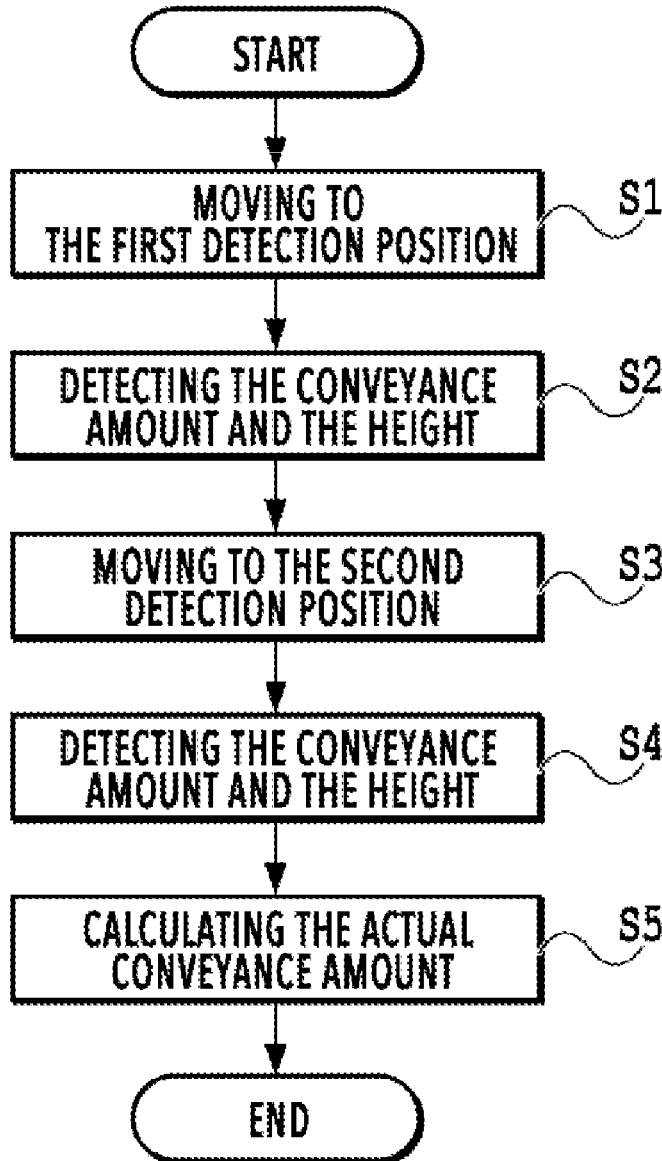 START
MOVING TO
THE FIRST DETECTION POSITION
S1
DETECTING THE CONVEYANCE
AMOUNT AND THE HEIGHT
S2
MOVING TO THE SECOND
DETECTION POSITION
S3
DETECTING THE CONVEYANCE
AMOUNT AND THE HEIGHT
S4
CALCULATING THE ACTUAL
CONVEYANCE AMOUNT
S5
END